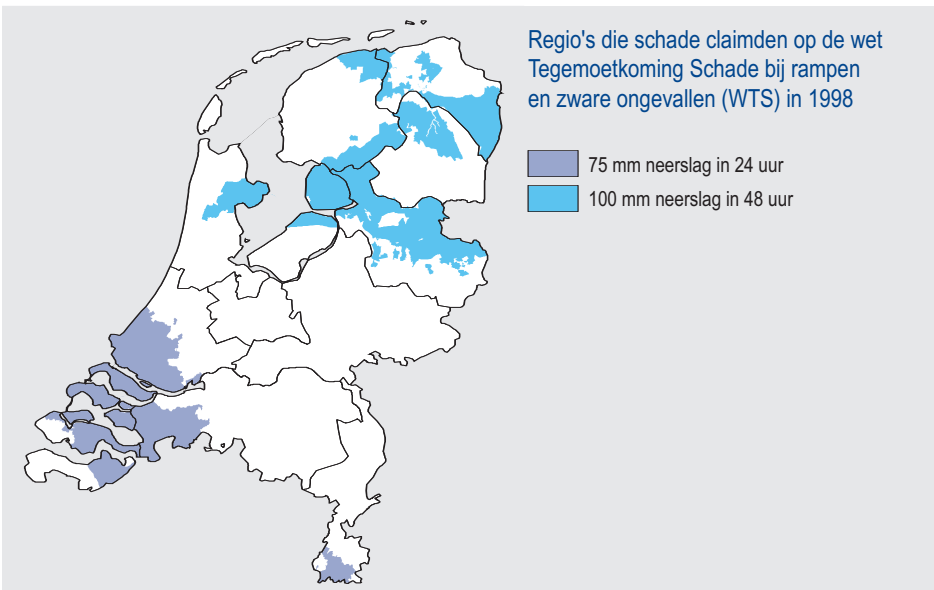 Regio's die schade claimden op de wet
Tegemoetkoming Schade bij rampen
en zware ongevallen (WTS) in 1998
75 mm neerslag in 24 uur
100 mm neerslag in 48 uur